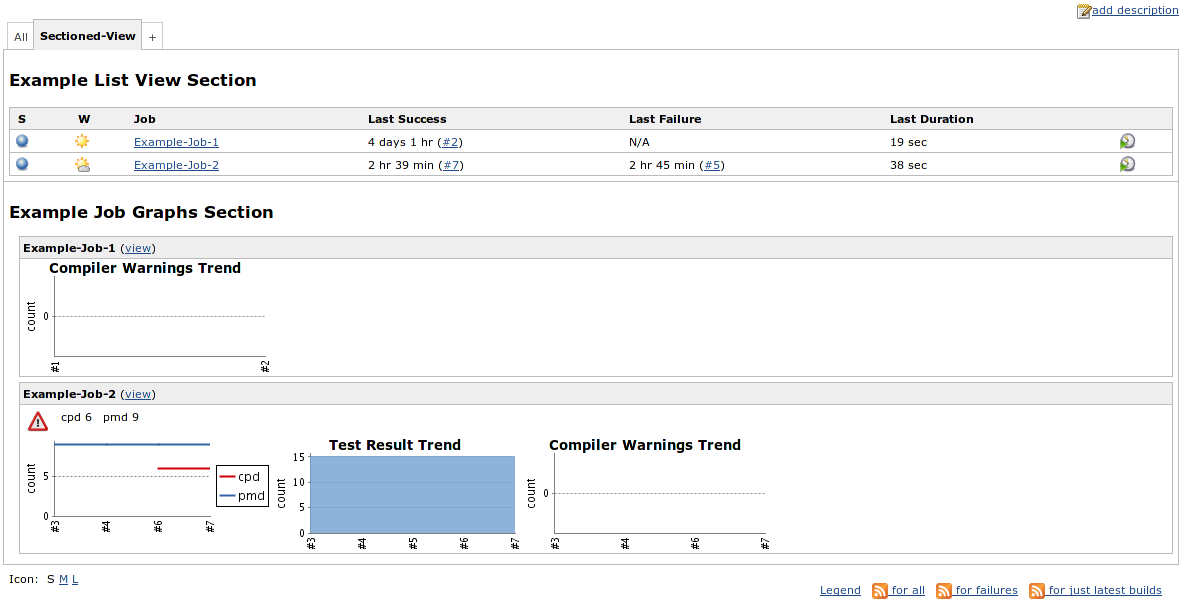 add description
All Sectioned-View +
Example List View Section
S W Job Last Success Last Failure Last Duration
Example-Job-1 4 days 1 hr (#2) N/A 19 sec
Example-Job-2 2 hr 39 min (#7) 2 hr 45 min (#5) 38 sec
Example Job Graphs Section
Example-Job-1 (view)
Compiler Warnings Trend
count
0
#1 #2
Example-Job-2 (view)
cpd 6 pmd 9
count
5
0
#3 #4 #6 #7
cpd
pmd
Test Result Trend
count
15
10
5
0
#3 #4 #5 #6 #7
Compiler Warnings Trend
count
0
#3 #4 #6 #7
Icon: S M L
Legend for all for failures for just latest builds